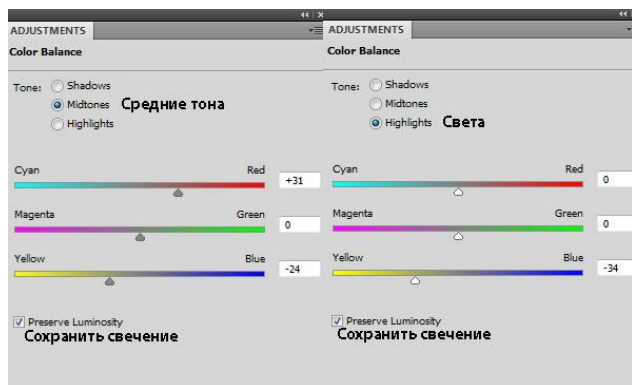 ADJUSTMENTS
Color Balance
Tone: Shadows
Midtones Средние тона
Highlights
Cyan Red +31
Magenta Green 0
Yellow Blue -24
Preserve Luminosity
Сохранить свечение
ADJUSTMENTS
Color Balance
Tone: Shadows
Midtones
Highlights Света
Cyan Red 0
Magenta Green 0
Yellow Blue -34
Preserve Luminosity
Сохранить свечение